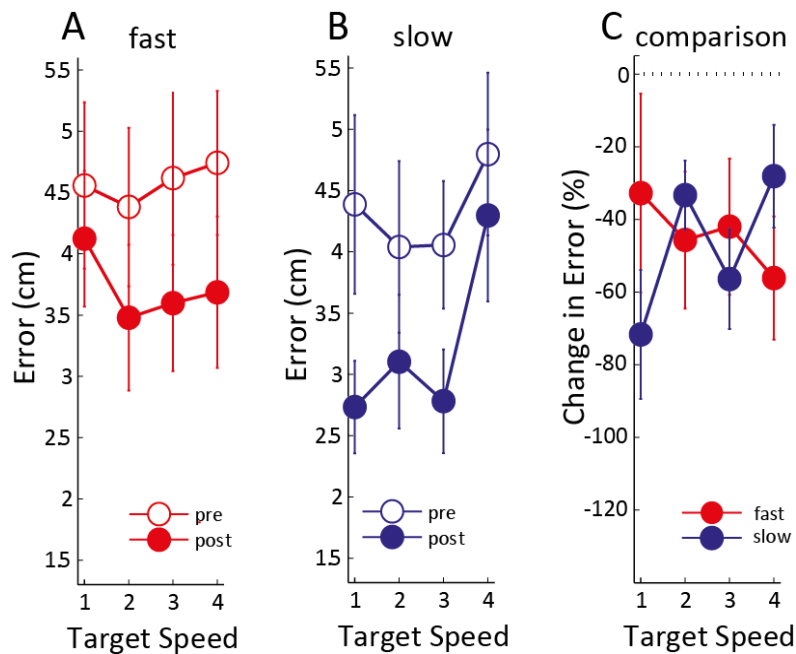 A
fast
Error (cm)
55
5
45
4
35
3
25
2
15
pre
post
1 2 3 4
Target Speed
B
slow
Error (cm)
55
5
45
4
35
3
25
2
15
pre
post
1 2 3 4
Target Speed
C
comparison
Change in Error (%)
0
-20
-40
-60
-80
-100
-120
fast
slow
1 2 3 4
Target Speed